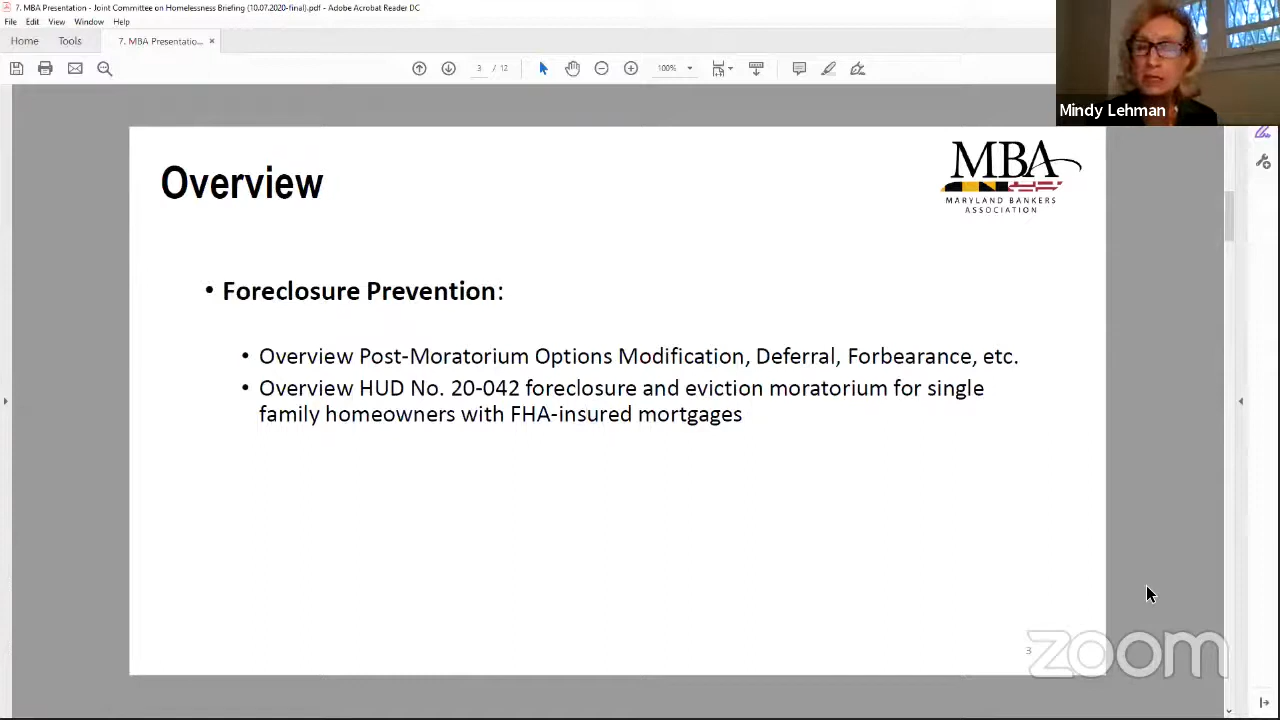 7. MBA Presentation - Joint Committee on Homelessness Briefing (10.07.2020-final).pdf - Adobe Acrobat Reader DC
File Edit View Window Help
Home Tools 7. MBA Presentatio... ×
3 / 12 100%
Mindy Lehman
Overview
MBA
MARYLAND BANKERS
ASSOCIATION
• Foreclosure Prevention:
• Overview Post-Moratorium Options Modification, Deferral, Forbearance, etc.
• Overview HUD No. 20-042 foreclosure and eviction moratorium for single
family homeowners with FHA-insured mortgages
3
zoom